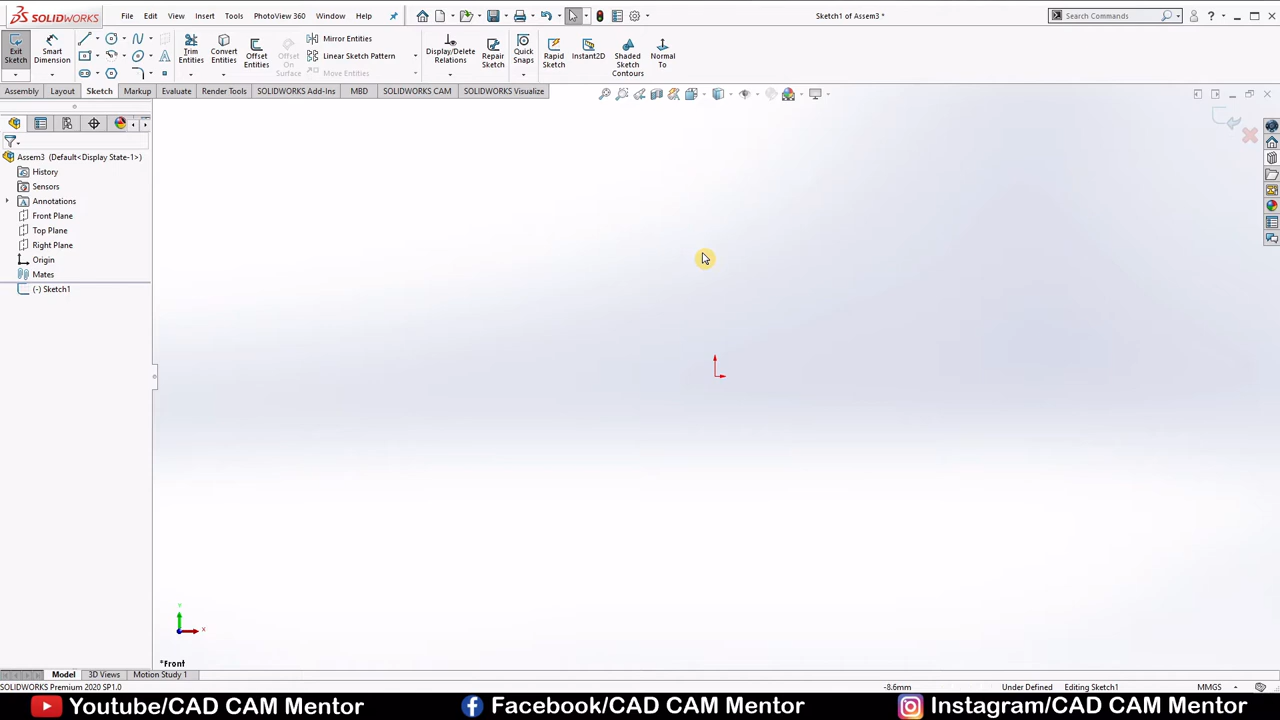 SOLIDWORKS File Edit View Insert Tools PhotoView 360 Window Help Sketch1 of Assem3 * Search Commands
Exit Sketch
Smart Dimension
Trim Entities
Convert Entities
Offset Entities
Offset On Surface
Mirror Entities
Linear Sketch Pattern
Move Entities
Display/Delete Relations
Repair Sketch
Quick Snaps
Rapid Sketch
Instant2D
Shaded Sketch Contours
Normal To
Assembly Layout Sketch Markup Evaluate Render Tools SOLIDWORKS Add-Ins MBD SOLIDWORKS CAM SOLIDWORKS Visualize
Assem3 (Default<Display State-1>)
History
Sensors
Annotations
Front Plane
Top Plane
Right Plane
Origin
Mates
(-) Sketch1
Y
X
*Front
Model 3D Views Motion Study 1
SOLIDWORKS Premium 2020 SP1.0 -8.6mm Under Defined Editing Sketch1 MMGS
Youtube/CAD CAM Mentor Facebook/CAD CAM Mentor Instagram/CAD CAM Mentor